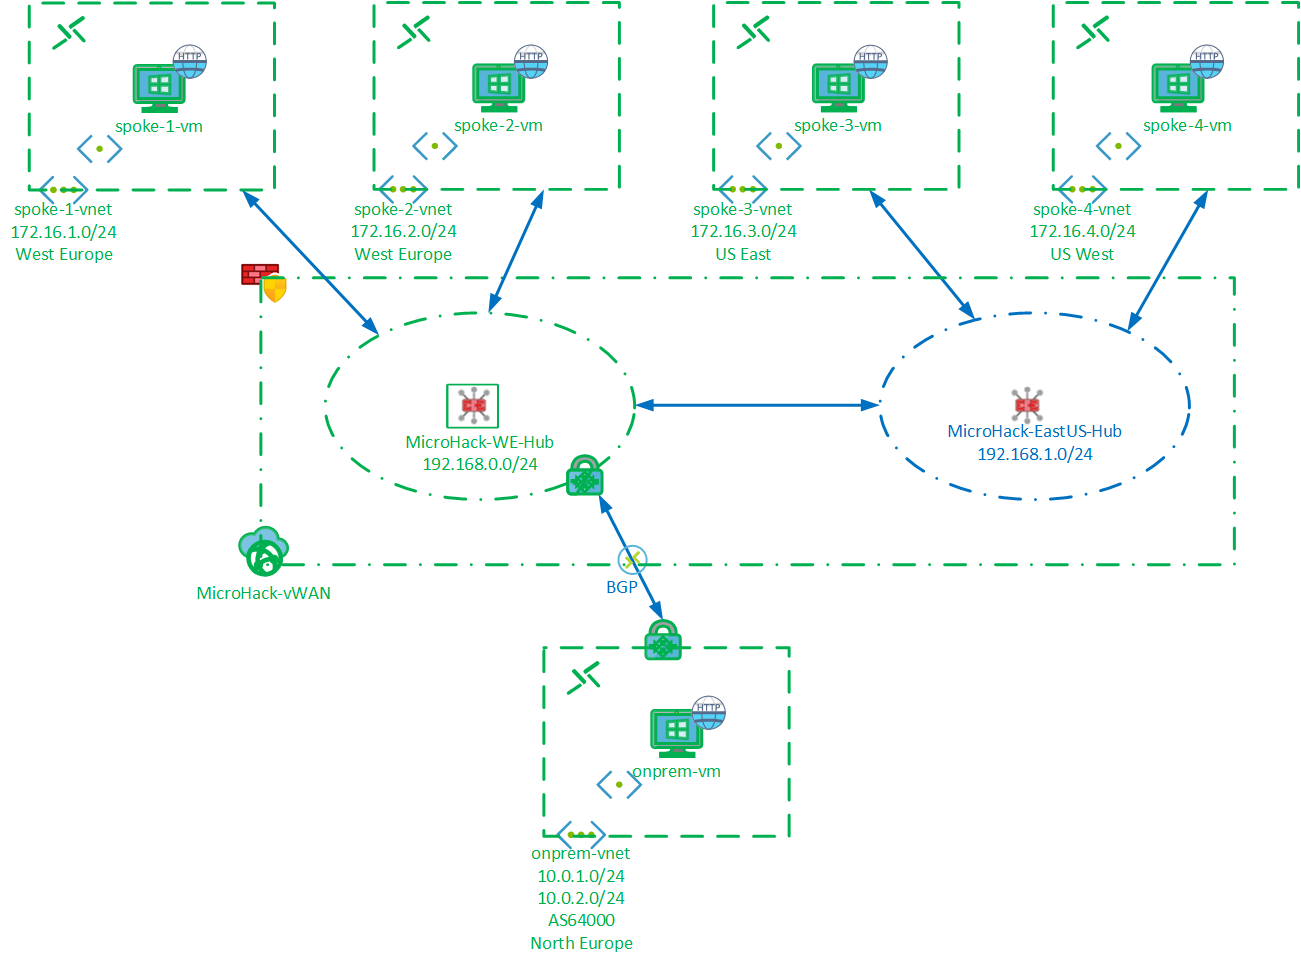 HTTP
spoke-1-vm
spoke-1-vnet
172.16.1.0/24
West Europe
HTTP
spoke-2-vm
spoke-2-vnet
172.16.2.0/24
West Europe
HTTP
spoke-3-vm
spoke-3-vnet
172.16.3.0/24
US East
HTTP
spoke-4-vm
spoke-4-vnet
172.16.4.0/24
US West
MicroHack-WE-Hub
192.168.0.0/24
MicroHack-EastUS-Hub
192.168.1.0/24
MicroHack-vWAN
BGP
HTTP
onprem-vm
onprem-vnet
10.0.1.0/24
10.0.2.0/24
AS64000
North Europe